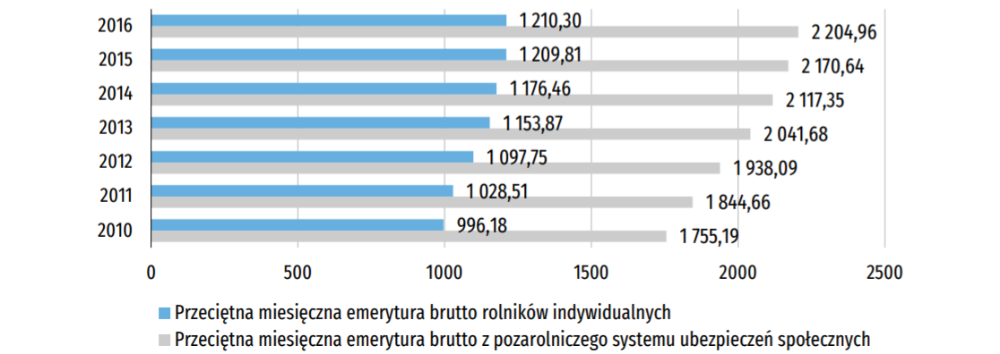 2016 1 210,30
2 204,96
2015 1 209,81
2 170,64
2014 1 176,46
2 117,35
2013 1 153,87
2 041,68
2012 1 097,75
1 938,09
2011 1 028,51
1 844,66
2010 996,18
1 755,19
0 500 1000 1500 2000 2500
Przeciętna miesięczna emerytura brutto rolników indywidualnych
Przeciętna miesięczna emerytura brutto z pozarolniczego systemu ubezpieczeń społecznych